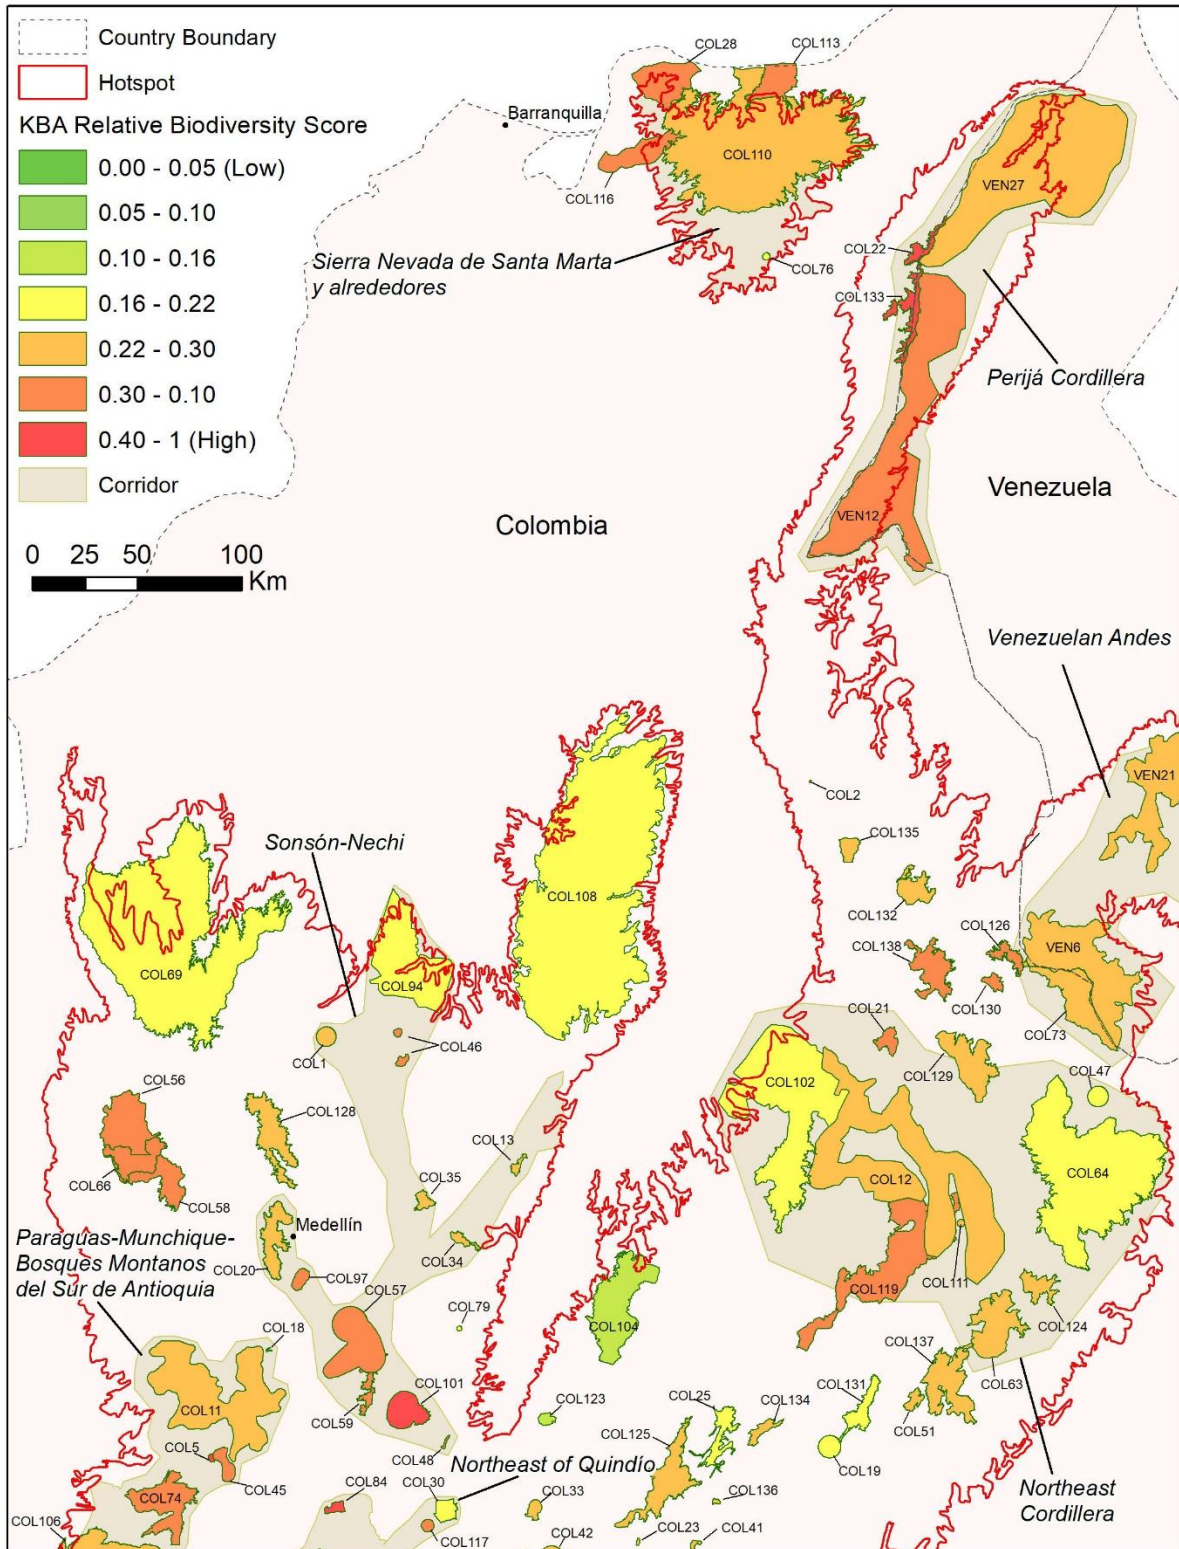 Country Boundary
Hotspot
KBA Relative Biodiversity Score
0.00 - 0.05 (Low)
0.05 - 0.10
0.10 - 0.16
0.16 - 0.22
0.22 - 0.30
0.30 - 0.10
0.40 - 1 (High)
Corridor
0 25 50 100
Km
COL28
COL113
Barranquilla
COL110
COL116
VEN27
Sierra Nevada de Santa Marta
y alrededores
COL76
COL22
COL133
Perijá Cordillera
Colombia
Venezuela
VEN12
Venezuelan Andes
VEN21
COL2
COL135
Sonsón-Nechi
COL108
COL132
COL138
COL126
VEN6
COL69
COL94
COL130
COL73
COL21
COL1
COL46
COL129
COL47
COL102
COL56
COL128
COL13
COL64
COL66
COL58
COL35
COL12
Medellín
Paraguas-Munchique-
Bosques Montanos
del Sur de Antioquia
COL20
COL97
COL34
COL57
COL111
COL119
COL79
COL104
COL124
COL18
COL137
COL63
COL101
COL11
COL59
COL123
COL25
COL134
COL131
COL51
COL125
COL5
COL48
COL19
Northeast of Quindío
Northeast
Cordillera
COL45
COL84
COL30
COL74
COL33
COL136
COL106
COL117
COL42
COL23
COL41